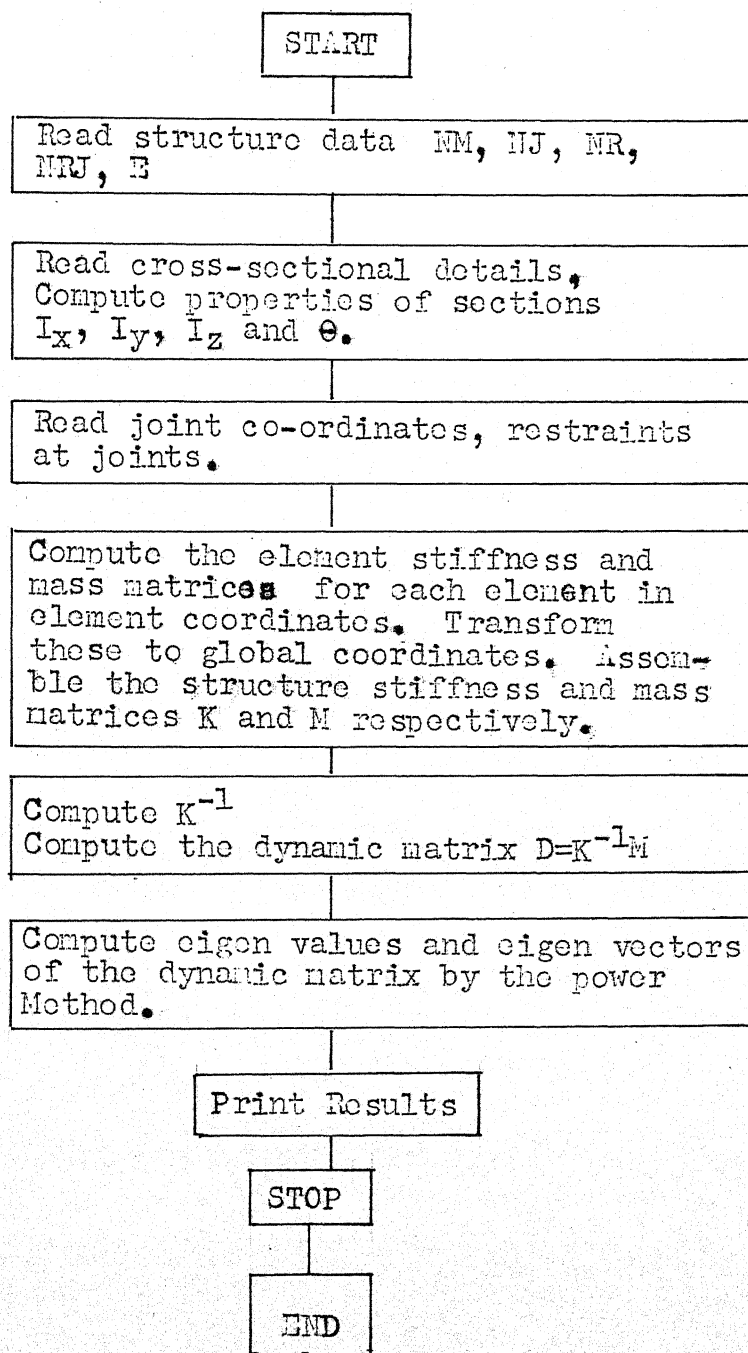 START
Read structure data NM, NJ, NR,
NRJ, E
Read cross-sectional details,
Compute properties of sections
Ix, Iy, Iz and θ.
Read joint co-ordinates, restraints
at joints.
Compute the element stiffness and
mass matrices for each element in
element coordinates. Transform
these to global coordinates. Assem-
ble the structure stiffness and mass
matrices K and M respectively.
Compute K⁻¹
Compute the dynamic matrix D=K⁻¹M
Compute eigen values and eigen vectors
of the dynamic matrix by the power
Method.
Print Results
STOP
END